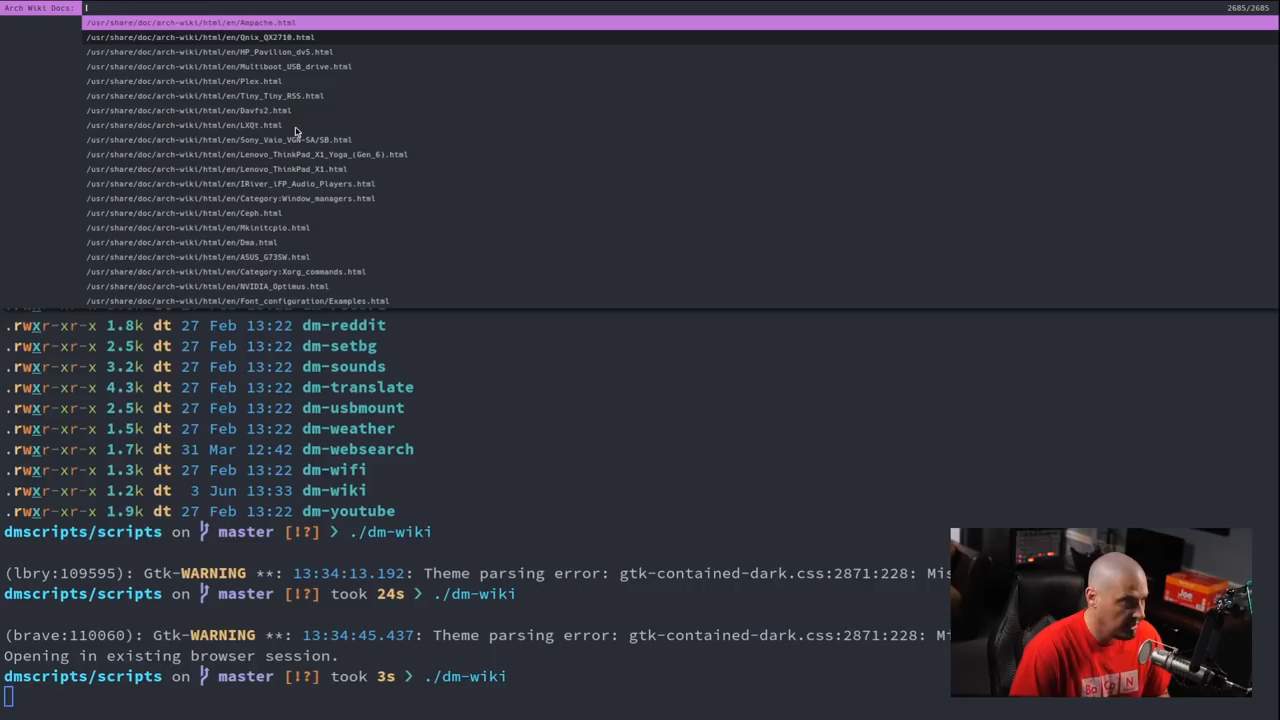 Arch Wiki Docs: 2685/2685
/usr/share/doc/arch-wiki/html/en/Ampache.html
/usr/share/doc/arch-wiki/html/en/Qnix_QX2710.html
/usr/share/doc/arch-wiki/html/en/HP_Pavilion_dv5.html
/usr/share/doc/arch-wiki/html/en/Multiboot_USB_drive.html
/usr/share/doc/arch-wiki/html/en/Plex.html
/usr/share/doc/arch-wiki/html/en/Tiny_Tiny_RSS.html
/usr/share/doc/arch-wiki/html/en/Davfs2.html
/usr/share/doc/arch-wiki/html/en/LXQt.html
/usr/share/doc/arch-wiki/html/en/Sony_Vaio_VGN-SA/SB.html
/usr/share/doc/arch-wiki/html/en/Lenovo_ThinkPad_X1_Yoga_(Gen_6).html
/usr/share/doc/arch-wiki/html/en/Lenovo_ThinkPad_X1.html
/usr/share/doc/arch-wiki/html/en/IRiver_iFP_Audio_Players.html
/usr/share/doc/arch-wiki/html/en/Category:Window_managers.html
/usr/share/doc/arch-wiki/html/en/Ceph.html
/usr/share/doc/arch-wiki/html/en/Mkinitcpio.html
/usr/share/doc/arch-wiki/html/en/Dma.html
/usr/share/doc/arch-wiki/html/en/ASUS_G73SW.html
/usr/share/doc/arch-wiki/html/en/Category:Xorg_commands.html
/usr/share/doc/arch-wiki/html/en/NVIDIA_Optimus.html
/usr/share/doc/arch-wiki/html/en/Font_configuration/Examples.html
.rwxr-xr-x 1.8k dt 27 Feb 13:22 dm-reddit
.rwxr-xr-x 2.5k dt 27 Feb 13:22 dm-setbg
.rwxr-xr-x 3.2k dt 27 Feb 13:22 dm-sounds
.rwxr-xr-x 4.3k dt 27 Feb 13:22 dm-translate
.rwxr-xr-x 2.5k dt 27 Feb 13:22 dm-usbmount
.rwxr-xr-x 1.5k dt 27 Feb 13:22 dm-weather
.rwxr-xr-x 1.7k dt 31 Mar 12:42 dm-websearch
.rwxr-xr-x 1.3k dt 27 Feb 13:22 dm-wifi
.rwxr-xr-x 1.2k dt 3 Jun 13:33 dm-wiki
.rwxr-xr-x 1.9k dt 27 Feb 13:22 dm-youtube
dmscripts/scripts on master [!?] ❯ ./dm-wiki
(lbry:109595): Gtk-WARNING **: 13:34:13.192: Theme parsing error: gtk-contained-dark.css:2871:228: Mis
dmscripts/scripts on master [!?] took 24s ❯ ./dm-wiki
(brave:110060): Gtk-WARNING **: 13:34:45.437: Theme parsing error: gtk-contained-dark.css:2871:228: Mi
Opening in existing browser session.
dmscripts/scripts on master [!?] took 3s ❯ ./dm-wiki